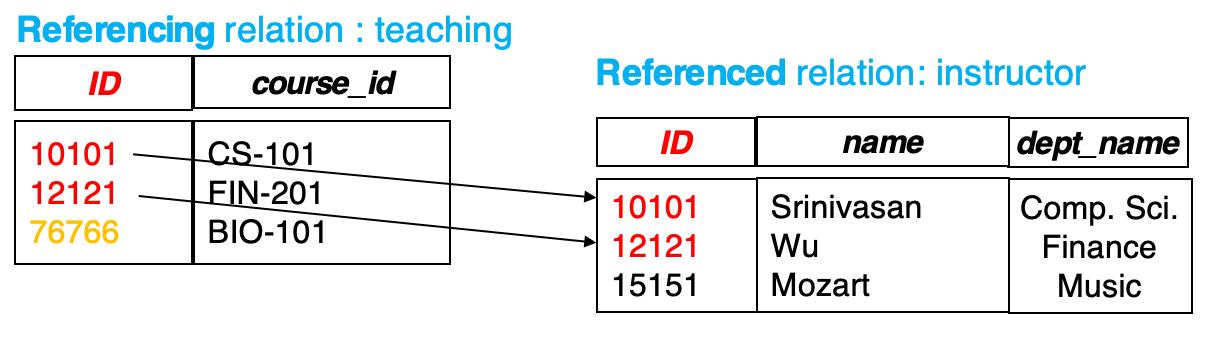 Referencing relation : teaching
ID course_id
10101 CS-101
12121 FIN-201
76766 BIO-101
Referenced relation: instructor
ID name dept_name
10101 Srinivasan Comp. Sci.
12121 Wu Finance
15151 Mozart Music